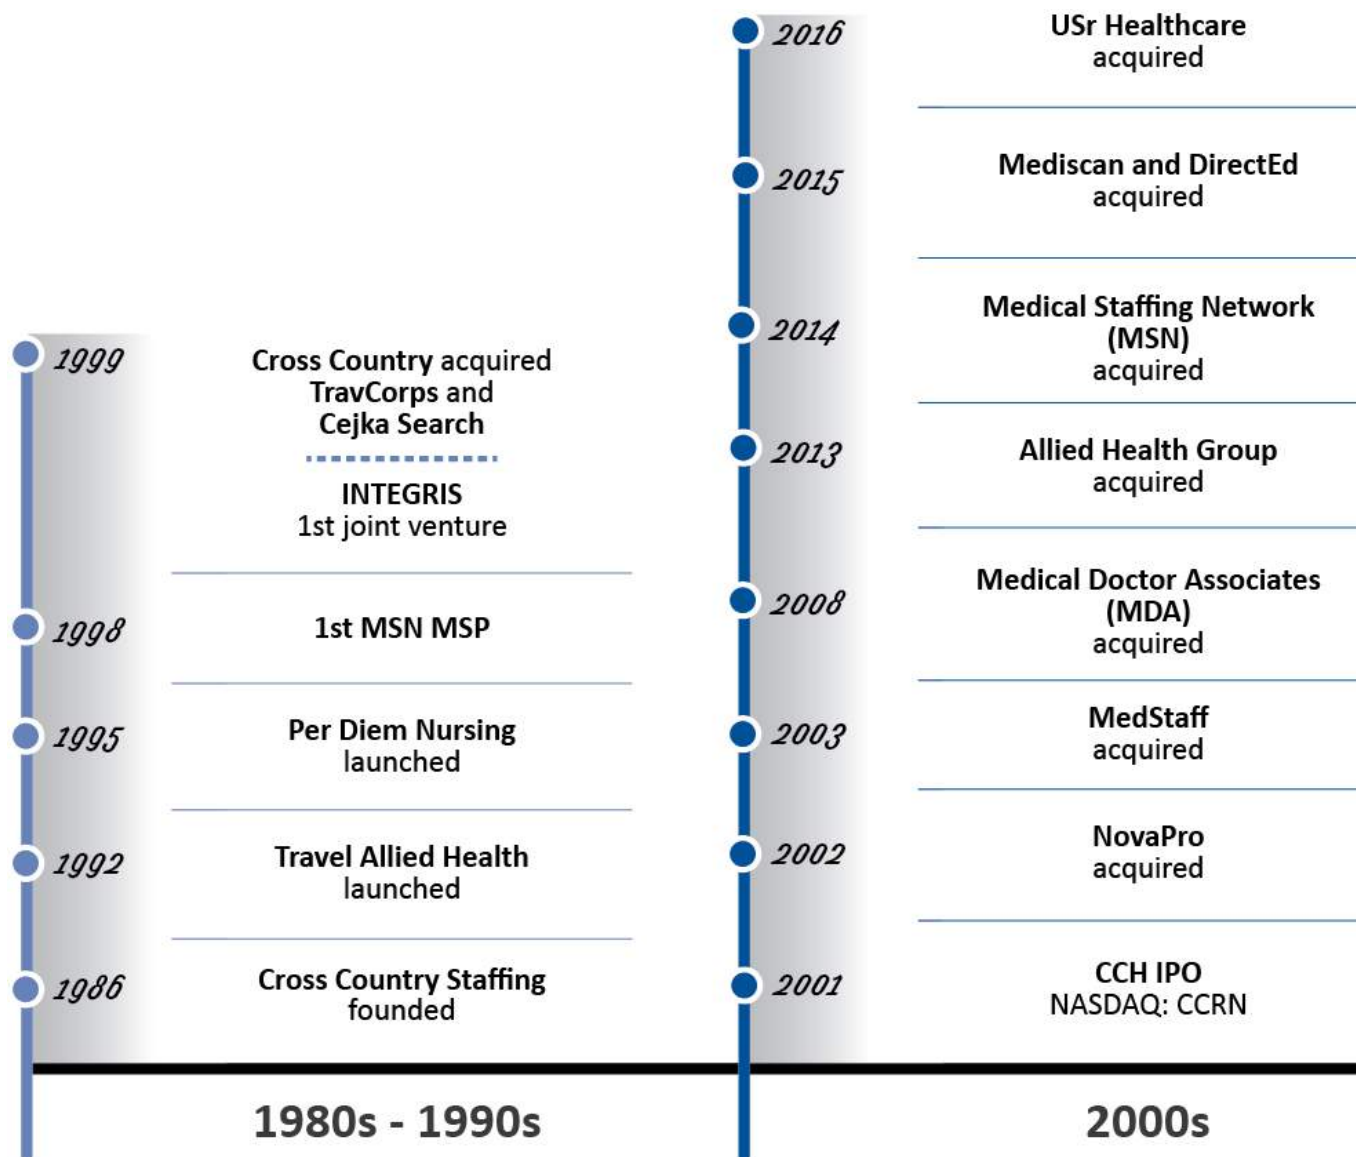 1999
Cross Country acquired
TravCorps and
Cejka Search
INTEGRIS
1st joint venture
1998
1st MSN MSP
1995
Per Diem Nursing
launched
1992
Travel Allied Health
launched
1986
Cross Country Staffing
founded
1980s - 1990s
2016
USr Healthcare
acquired
2015
Mediscan and DirectEd
acquired
2014
Medical Staffing Network
(MSN)
acquired
2013
Allied Health Group
acquired
2008
Medical Doctor Associates
(MDA)
acquired
2003
MedStaff
acquired
2002
NovaPro
acquired
2001
CCH IPO
NASDAQ: CCRN
2000s